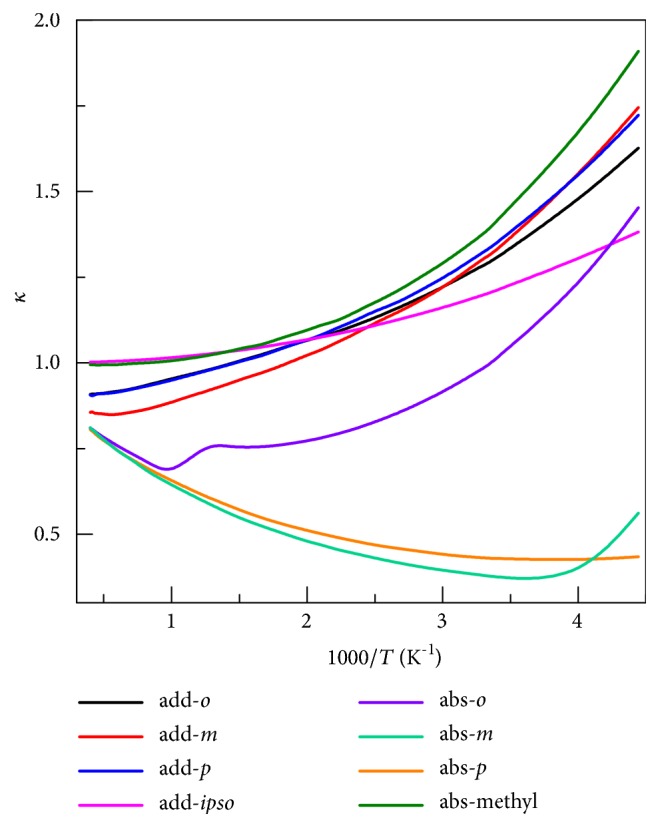 2.0
1.5
1.0
0.5
κ
1 2 3 4
1000/T (K⁻¹)
add-o abs-o
add-m abs-m
add-p abs-p
add-ipso abs-methyl